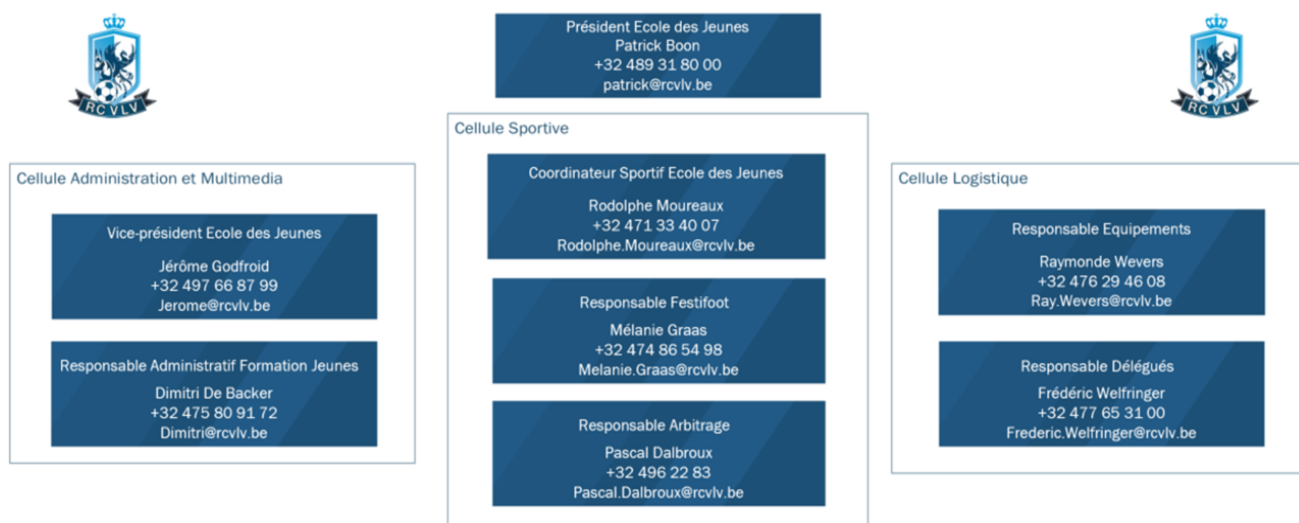 RCVLV
Président Ecole des Jeunes
Patrick Boon
+32 489 31 80 00
patrick@rcvlv.be
RCVLV
Cellule Administration et Multimedia
Vice-président Ecole des Jeunes
Jérôme Godfroid
+32 497 66 87 99
Jerome@rcvlv.be
Responsable Administratif Formation Jeunes
Dimitri De Backer
+32 475 80 91 72
Dimitri@rcvlv.be
Cellule Sportive
Coordinateur Sportif Ecole des Jeunes
Rodolphe Moureaux
+32 471 33 40 07
Rodolphe.Moureaux@rcvlv.be
Responsable Festifoot
Mélanie Graas
+32 474 86 54 98
Melanie.Graas@rcvlv.be
Responsable Arbitrage
Pascal Dalbroux
+32 496 22 83
Pascal.Dalbroux@rcvlv.be
Cellule Logistique
Responsable Equipements
Raymonde Wevers
+32 476 29 46 08
Ray.Wevers@rcvlv.be
Responsable Délégués
Frédéric Welfringer
+32 477 65 31 00
Frederic.Welfringer@rcvlv.be